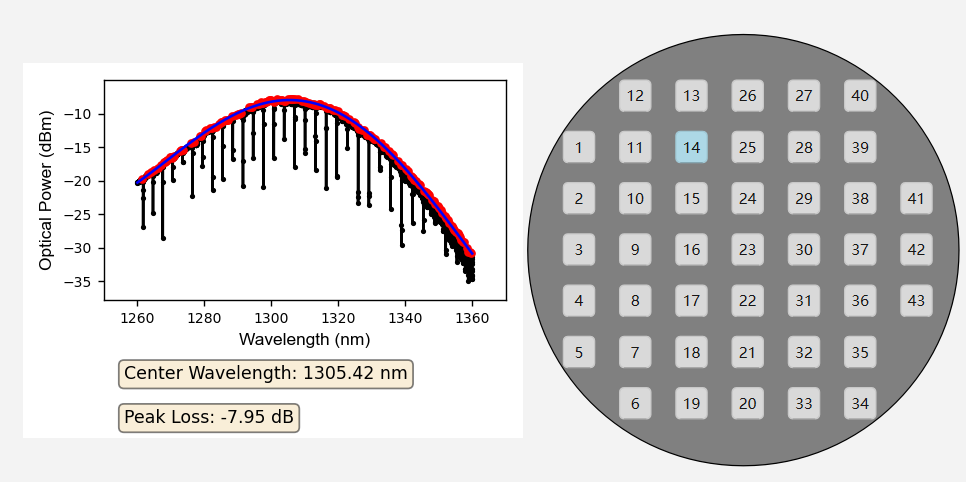 −10
−15
−20
−25
−30
−35
Optical Power (dBm)
1260 1280 1300 1320 1340 1360
Wavelength (nm)
Center Wavelength: 1305.42 nm
Peak Loss: -7.95 dB
12 13 26 27 40
1 11 14 25 28 39
2 10 15 24 29 38 41
3 9 16 23 30 37 42
4 8 17 22 31 36 43
5 7 18 21 32 35
6 19 20 33 34